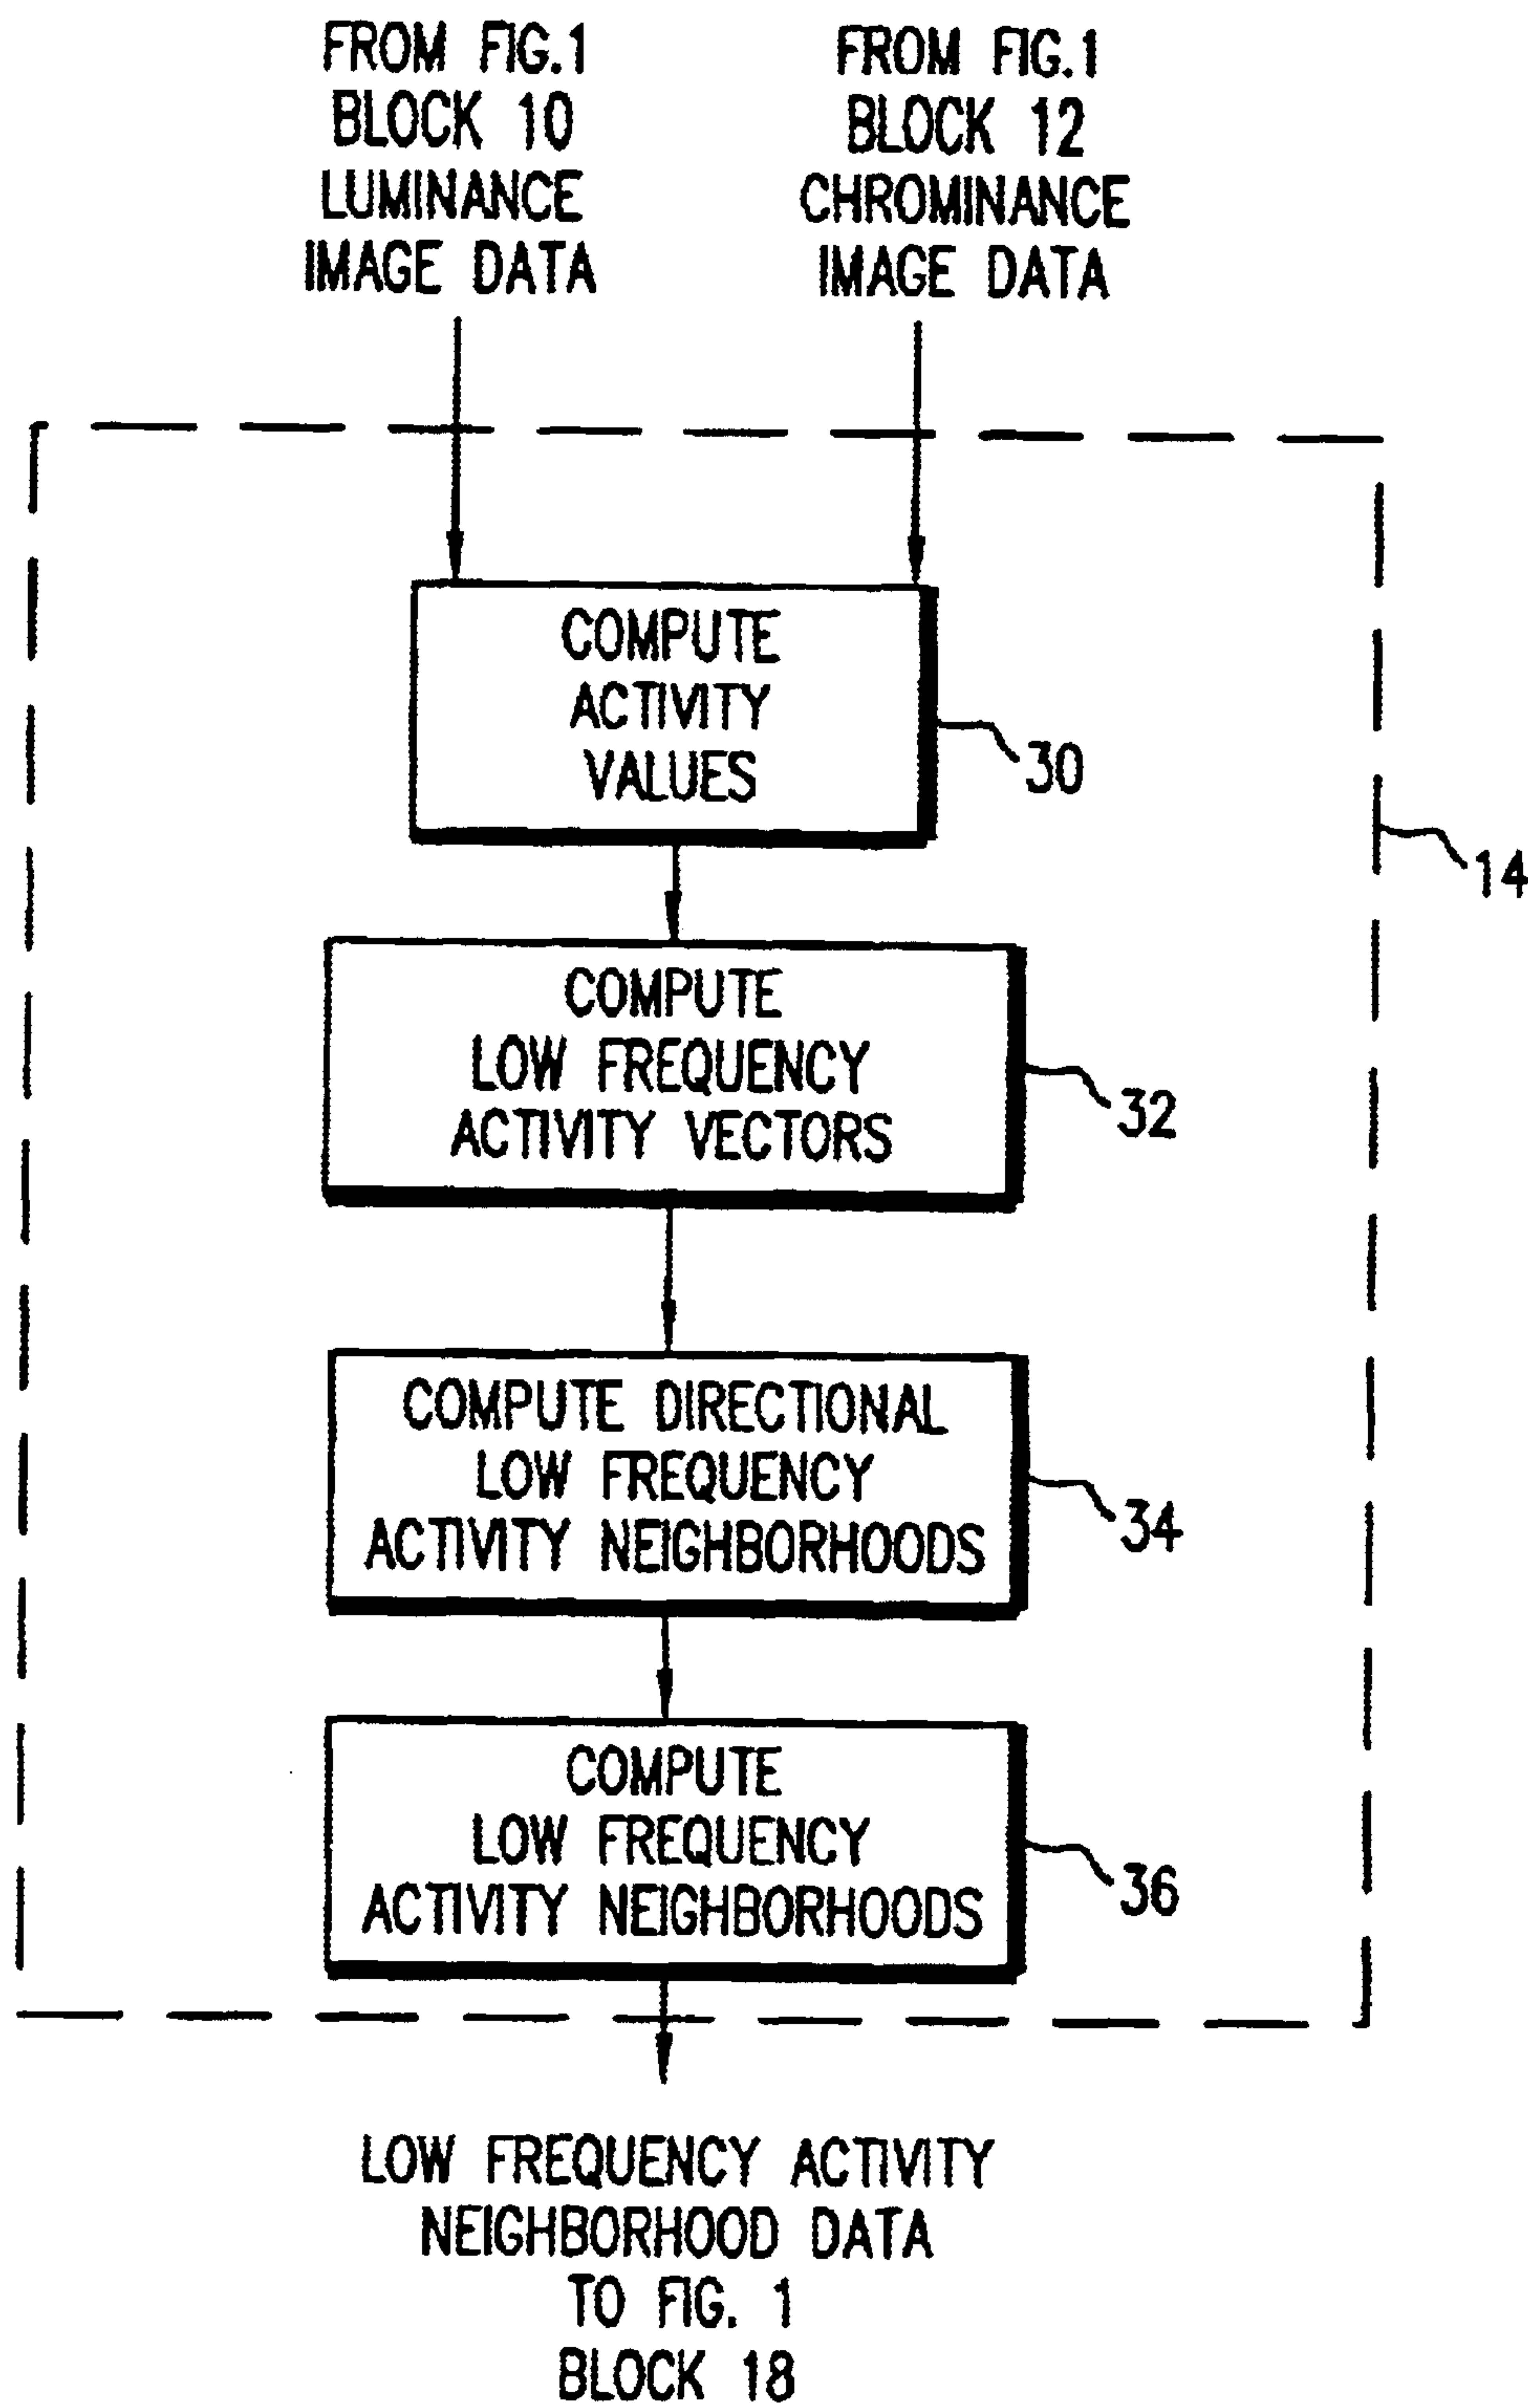 FROM FIG.1
BLOCK 10
LUMINANCE
IMAGE DATA
FROM FIG.1
BLOCK 12
CHROMINANCE
IMAGE DATA
COMPUTE
ACTIVITY
VALUES
30
14
COMPUTE
LOW FREQUENCY
ACTIVITY VECTORS
32
COMPUTE DIRECTIONAL
LOW FREQUENCY
ACTIVITY NEIGHBORHOODS
34
COMPUTE
LOW FREQUENCY
ACTIVITY NEIGHBORHOODS
36
LOW FREQUENCY ACTIVITY
NEIGHBORHOOD DATA
TO FIG. 1
BLOCK 18